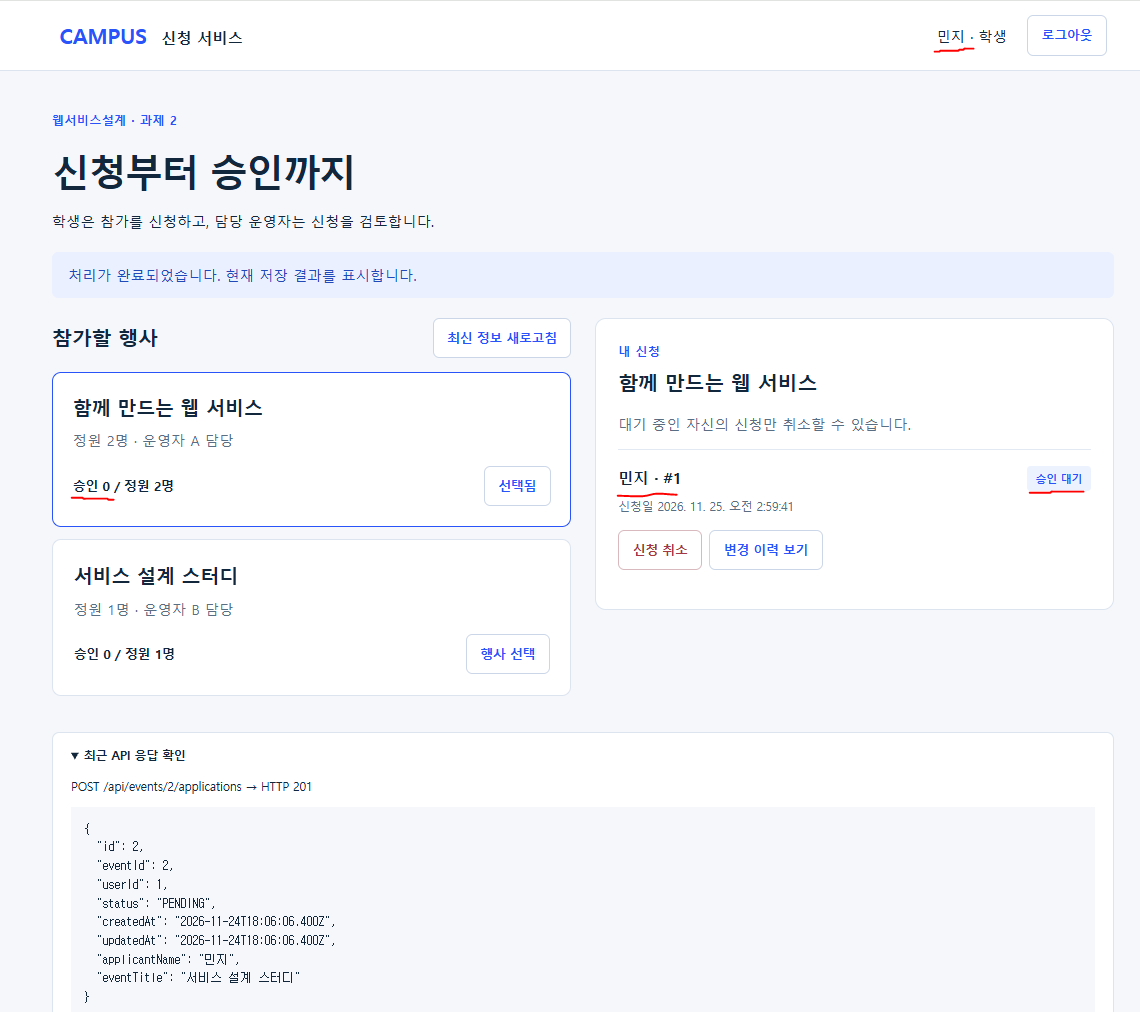 CAMPUS 신청 서비스
민지 · 학생
로그아웃
웹서비스설계 · 과제 2
신청부터 승인까지
학생은 참가를 신청하고, 담당 운영자는 신청을 검토합니다.
처리가 완료되었습니다. 현재 저장 결과를 표시합니다.
참가할 행사
최신 정보 새로고침
함께 만드는 웹 서비스
정원 2명 · 운영자 A 담당
승인 0 / 정원 2명
선택됨
서비스 설계 스터디
정원 1명 · 운영자 B 담당
승인 0 / 정원 1명
행사 선택
내 신청
함께 만드는 웹 서비스
대기 중인 자신의 신청만 취소할 수 있습니다.
민지 · #1
승인 대기
신청일 2026. 11. 25. 오전 2:59:41
신청 취소
변경 이력 보기
▼ 최근 API 응답 확인
POST /api/events/2/applications → HTTP 201
{
"id": 2,
"eventId": 2,
"userId": 1,
"status": "PENDING",
"createdAt": "2026-11-24T18:06:06.400Z",
"updatedAt": "2026-11-24T18:06:06.400Z",
"applicantName": "민지",
"eventTitle": "서비스 설계 스터디"
}